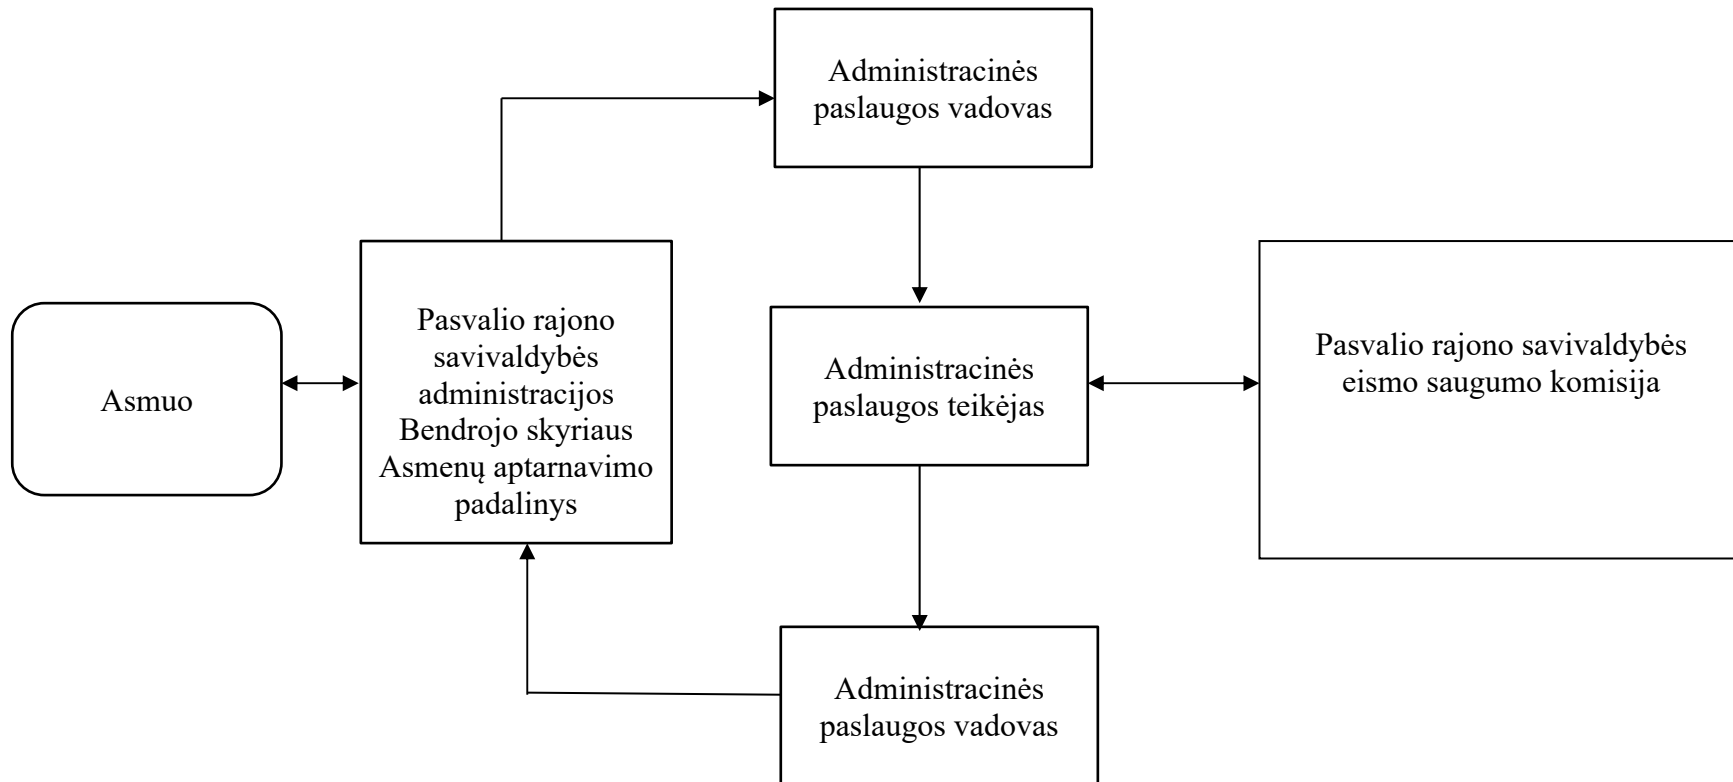 Administracinės
paslaugos vadovas
Asmuo
Pasvalio rajono
savivaldybės
administracijos
Bendrojo skyriaus
Asmenų aptarnavimo
padalinys
Administracinės
paslaugos teikėjas
Pasvalio rajono savivaldybės
eismo saugumo komisija
Administracinės
paslaugos vadovas